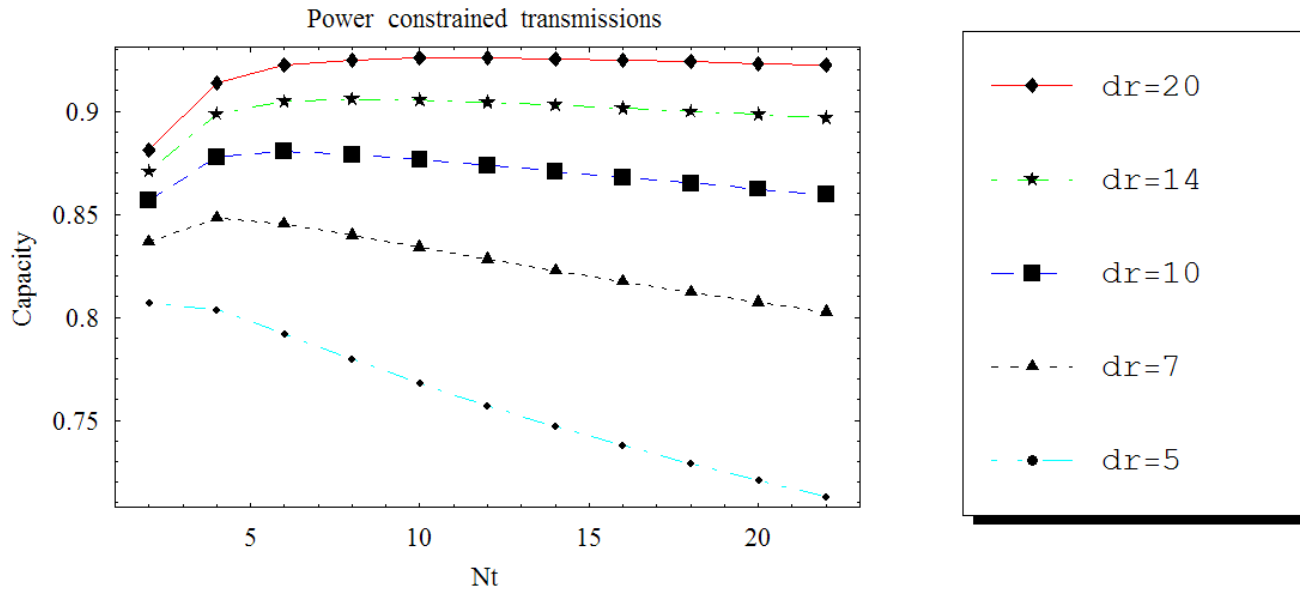 Power constrained transmissions
0.9
0.85
0.8
0.75
Capacity
5 10 15 20
Nt
dr=20
dr=14
dr=10
dr=7
dr=5